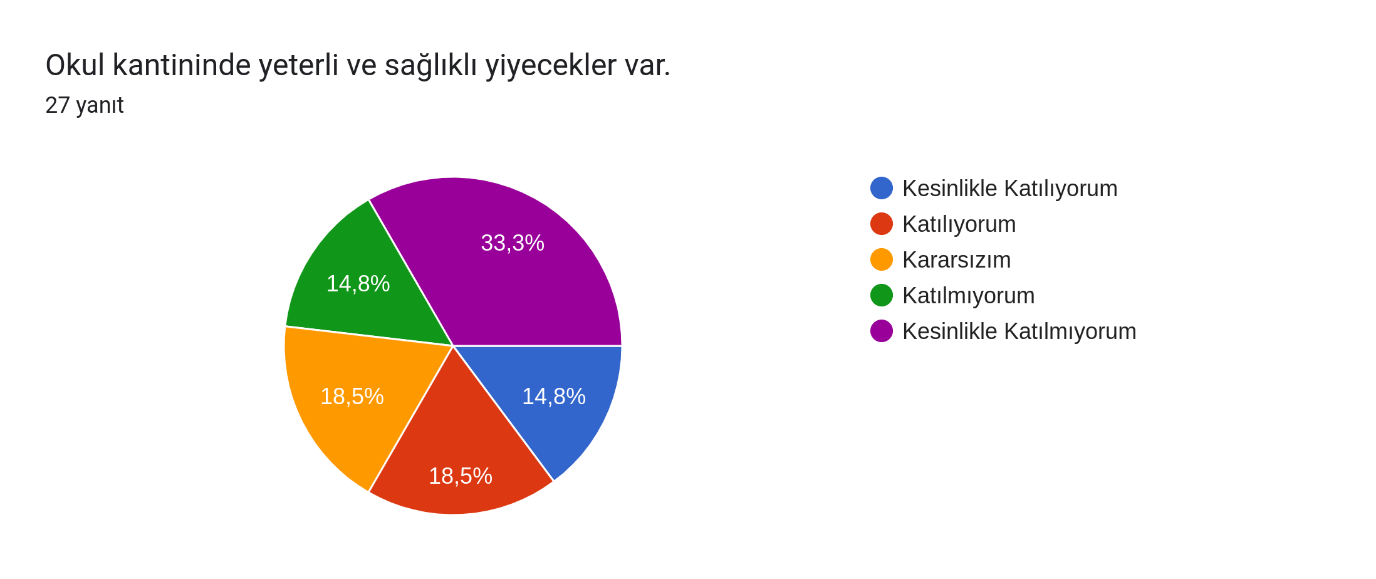 Okul kantininde yeterli ve sağlıklı yiyecekler var.
27 yanıt
33,3%
14,8%
18,5%
14,8%
18,5%
Kesinlikle Katılıyorum
Katılıyorum
Kararsızım
Katılmıyorum
Kesinlikle Katılmıyorum